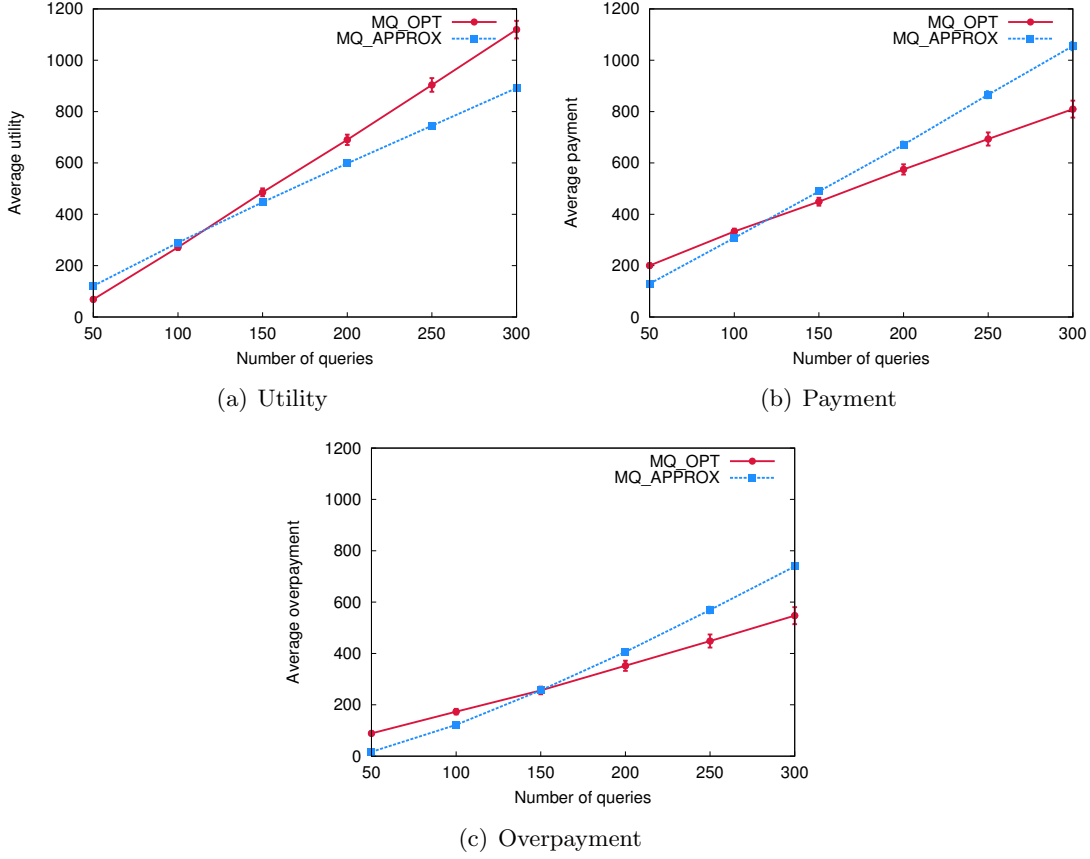 1200
1000
800
600
400
200
0
Average utility
MQ_OPT
MQ_APPROX
50 100 150 200 250 300
Number of queries
(a) Utility
1200
1000
800
600
400
200
0
Average payment
MQ_OPT
MQ_APPROX
50 100 150 200 250 300
Number of queries
(b) Payment
1200
1000
800
600
400
200
0
Average overpayment
MQ_OPT
MQ_APPROX
50 100 150 200 250 300
Number of queries
(c) Overpayment